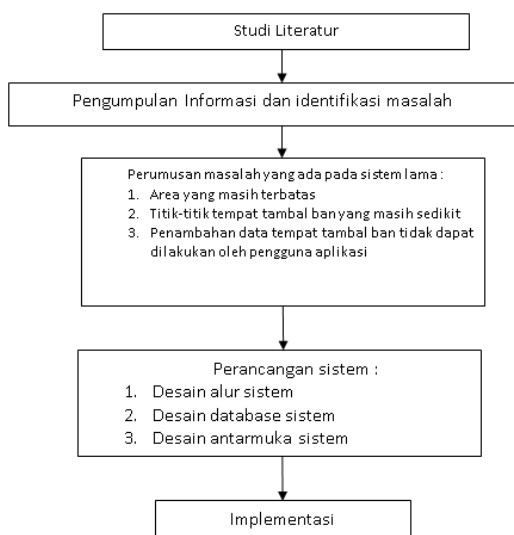 Studi Literatur
Pengumpulan Informasi dan identifikasi masalah
Perumusan masalah yang ada pada sistem lama :
1. Area yang masih terbatas
2. Titik-titik tempat tambal ban yang masih sedikit
3. Penambahan data tempat tambal ban tidak dapat
dilakukan oleh pengguna aplikasi
Perancangan sistem :
1. Desain alur sistem
2. Desain database sistem
3. Desain antarmuka sistem
Implementasi